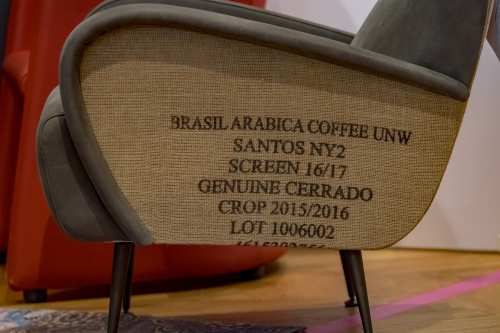 BRASIL ARABICA COFFEE UNW
SANTOS NY2
SCREEN 16/17
GENUINE CERRADO
CROP 2015/2016
LOT 1006002